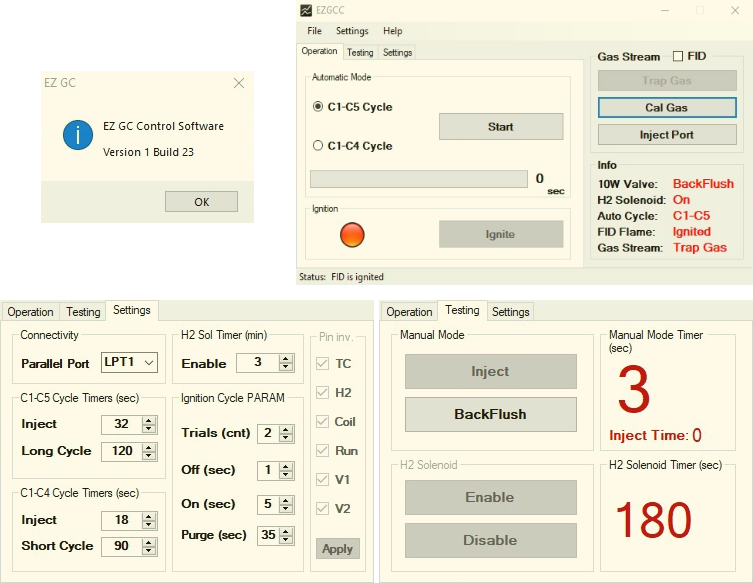 EZ GC
EZ GC Control Software
Version 1 Build 23
OK
EZGCC
File Settings Help
Operation Testing Settings
Automatic Mode
C1-C5 Cycle
C1-C4 Cycle
Start
0
sec
Ignition
Ignite
Gas Stream FID
Trap Gas
Cal Gas
Inject Port
Info
10W Valve: BackFlush
H2 Solenoid: On
Auto Cycle: C1-C5
FID Flame: Ignited
Gas Stream: Trap Gas
Status: FID is ignited
Operation Testing Settings
Connectivity
Parallel Port LPT1
C1-C5 Cycle Timers (sec)
Inject 32
Long Cycle 120
C1-C4 Cycle Timers (sec)
Inject 18
Short Cycle 90
H2 Sol Timer (min)
Enable 3
Ignition Cycle PARAM
Trials (cnt) 2
Off (sec) 1
On (sec) 5
Purge (sec) 35
Pin inv.
TC
H2
Coil
Run
V1
V2
Apply
Operation Testing Settings
Manual Mode
Inject
BackFlush
H2 Solenoid
Enable
Disable
Manual Mode Timer
(sec)
3
Inject Time: 0
H2 Solenoid Timer (sec)
180